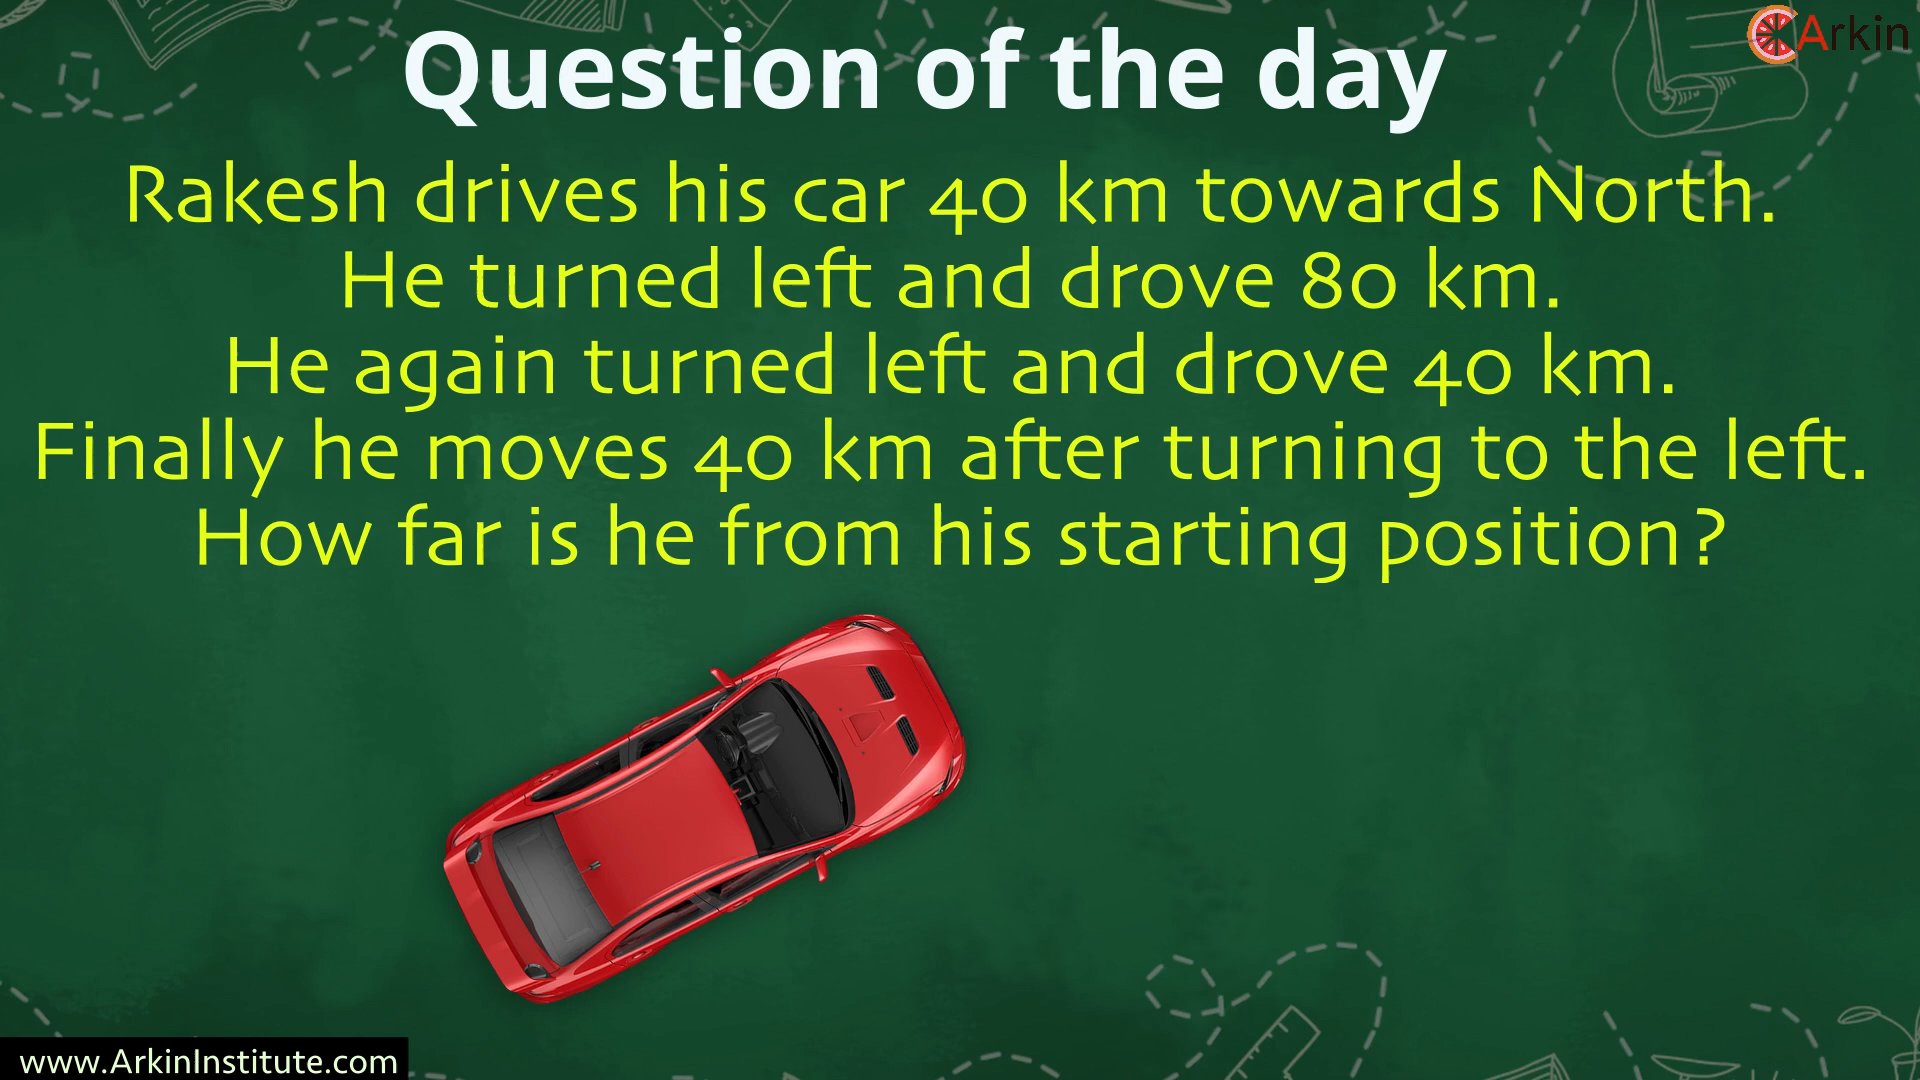 Arkin
Question of the day
Rakesh drives his car 40 km towards North.
He turned left and drove 80 km.
He again turned left and drove 40 km.
Finally he moves 40 km after turning to the left.
How far is he from his starting position?
www.ArkinInstitute.com